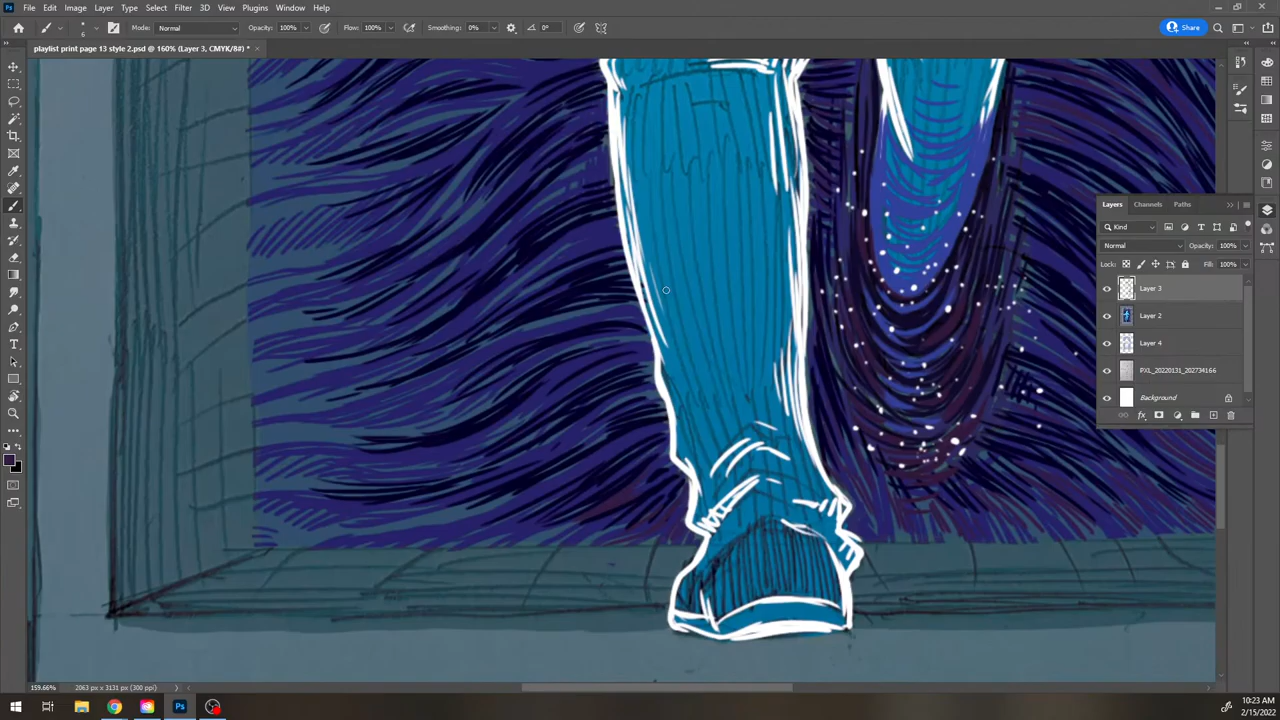 File Edit Image Layer Type Select Filter 3D View Plugins Window Help
6 Mode: Normal Opacity: 100% Flow: 100% Smoothing: 0% 0° Share
playlist print page 13 style 2.psd @ 160% (Layer 3, CMYK/8#) * ×
Layers Channels Paths
Kind
Normal Opacity: 100%
Lock: Fill: 100%
Layer 3
Layer 2
Layer 4
PXL_20220131_202734166
Background
fx
159.66% 2063 px x 3131 px (300 ppi)
10:23 AM
2/15/2022